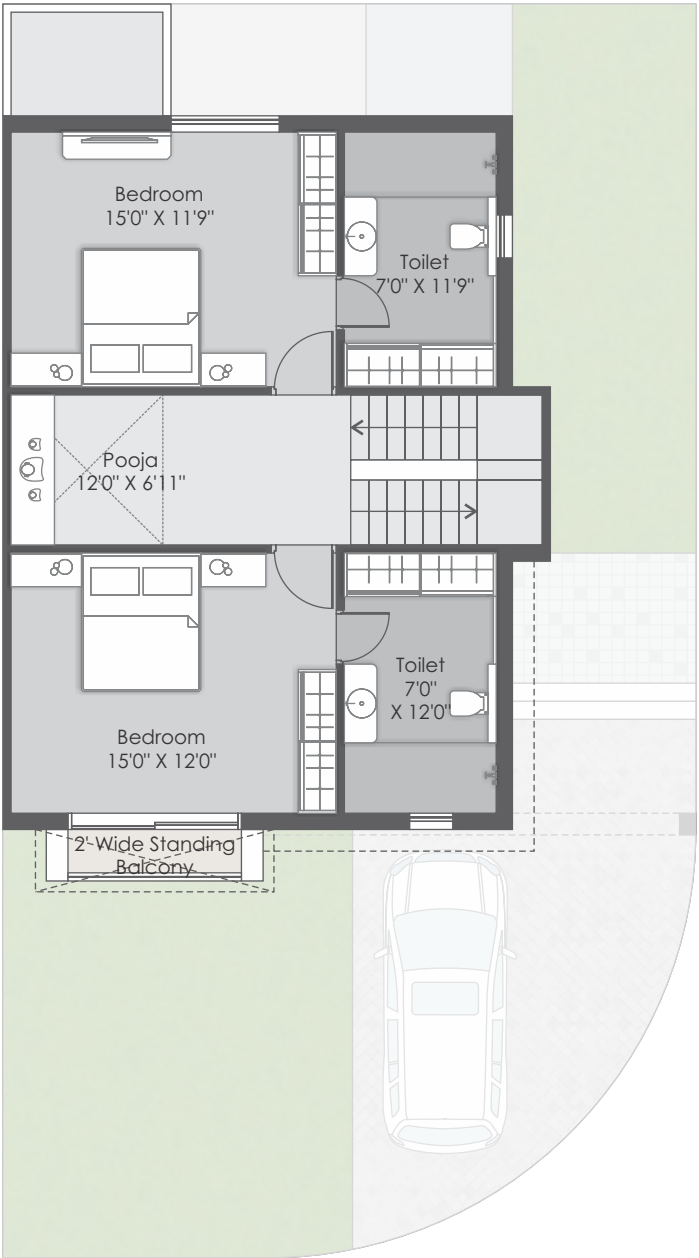 Bedroom
15'0" X 11'9"
Toilet
7'0" X 11'9"
Pooja
12'0" X 6'11"
Toilet
7'0"
X 12'0"
Bedroom
15'0" X 12'0"
2' Wide Standing
Balcony